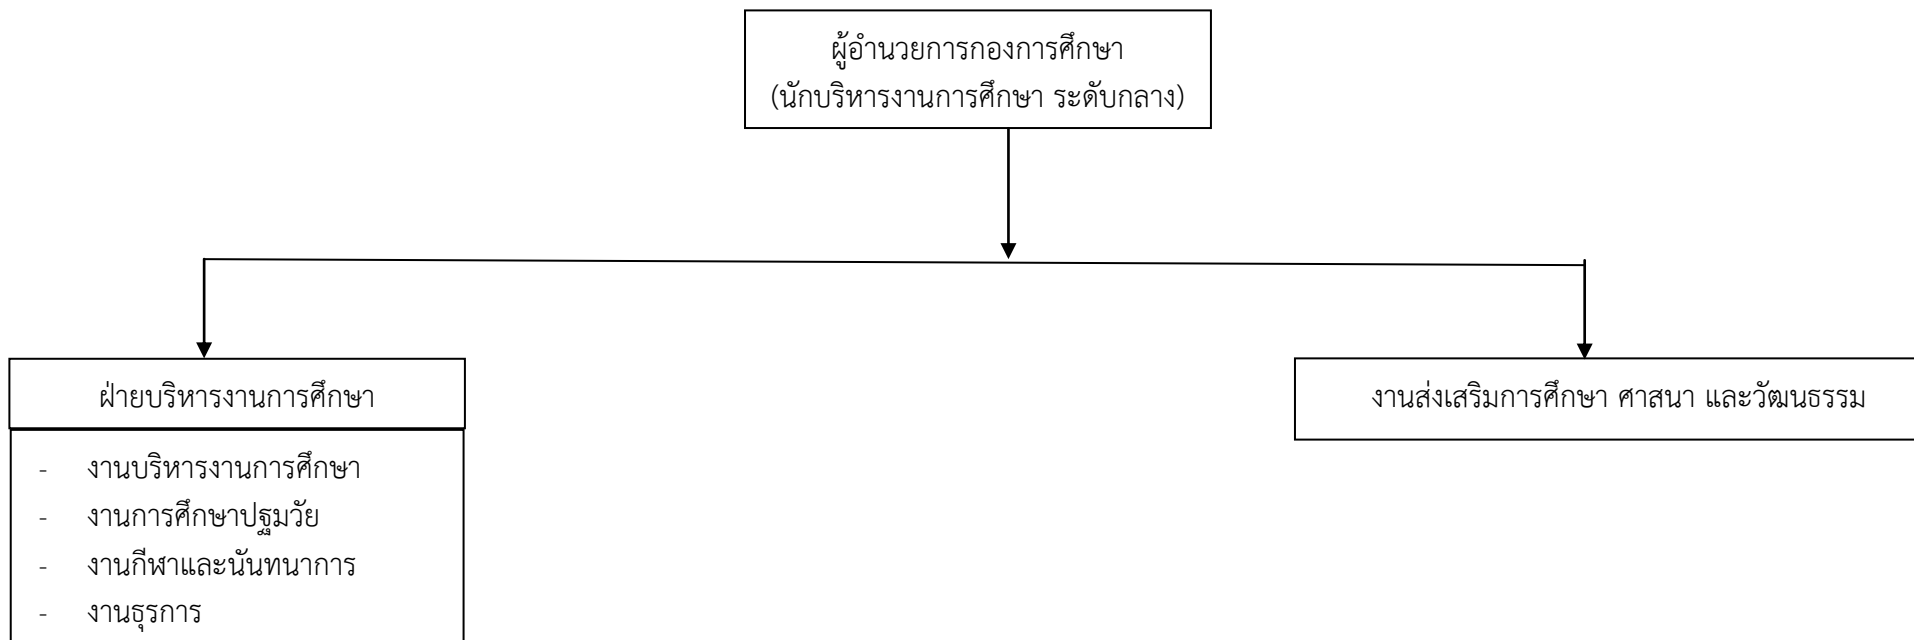 ผู้อำนวยการกองการศึกษา
(นักบริหารงานการศึกษา ระดับกลาง)
ฝ่ายบริหารงานการศึกษา
งานส่งเสริมการศึกษา ศาสนา และวัฒนธรรม
- งานบริหารงานการศึกษา
- งานการศึกษาปฐมวัย
- งานกีฬาและนันทนาการ
- งานธุรการ